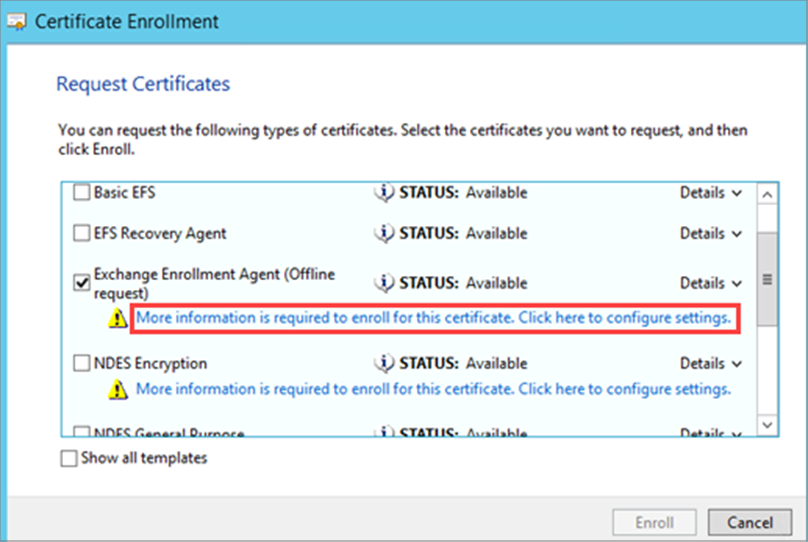 Certificate Enrollment
Request Certificates
You can request the following types of certificates. Select the certificates you want to request, and then
click Enroll.
Basic EFS STATUS: Available Details
EFS Recovery Agent STATUS: Available Details
Exchange Enrollment Agent (Offline
request) STATUS: Available Details
More information is required to enroll for this certificate. Click here to configure settings.
NDES Encryption STATUS: Available Details
More information is required to enroll for this certificate. Click here to configure settings.
NDES General Purpose STATUS: Available Details
Show all templates
Enroll Cancel